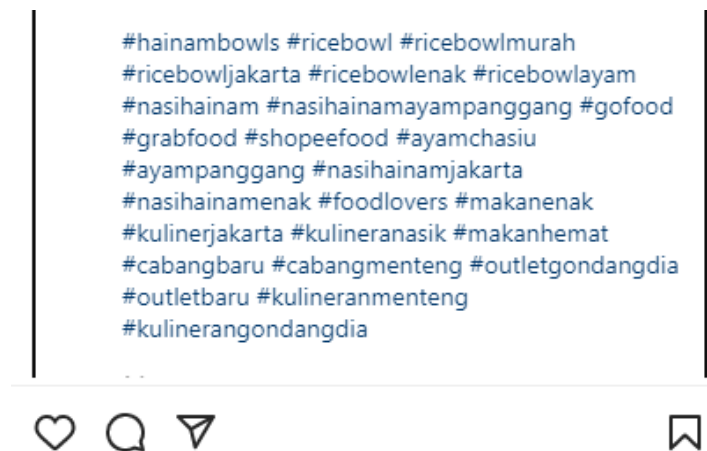 #hainambowls #ricebowl #ricebowlmurah
#ricebowljakarta #ricebowlenak #ricebowlayam
#nasihainam #nasihainamayampanggang #gofood
#grabfood #shopeefood #ayamchasiu
#ayampanggang #nasihainamjakarta
#nasihainamenak #foodlovers #makanenak
#kulinerjakarta #kulineranasik #makanhemat
#cabangbaru #cabangmenteng #outletgondangdia
#outletbaru #kulineranmenteng
#kulinerangondangdia